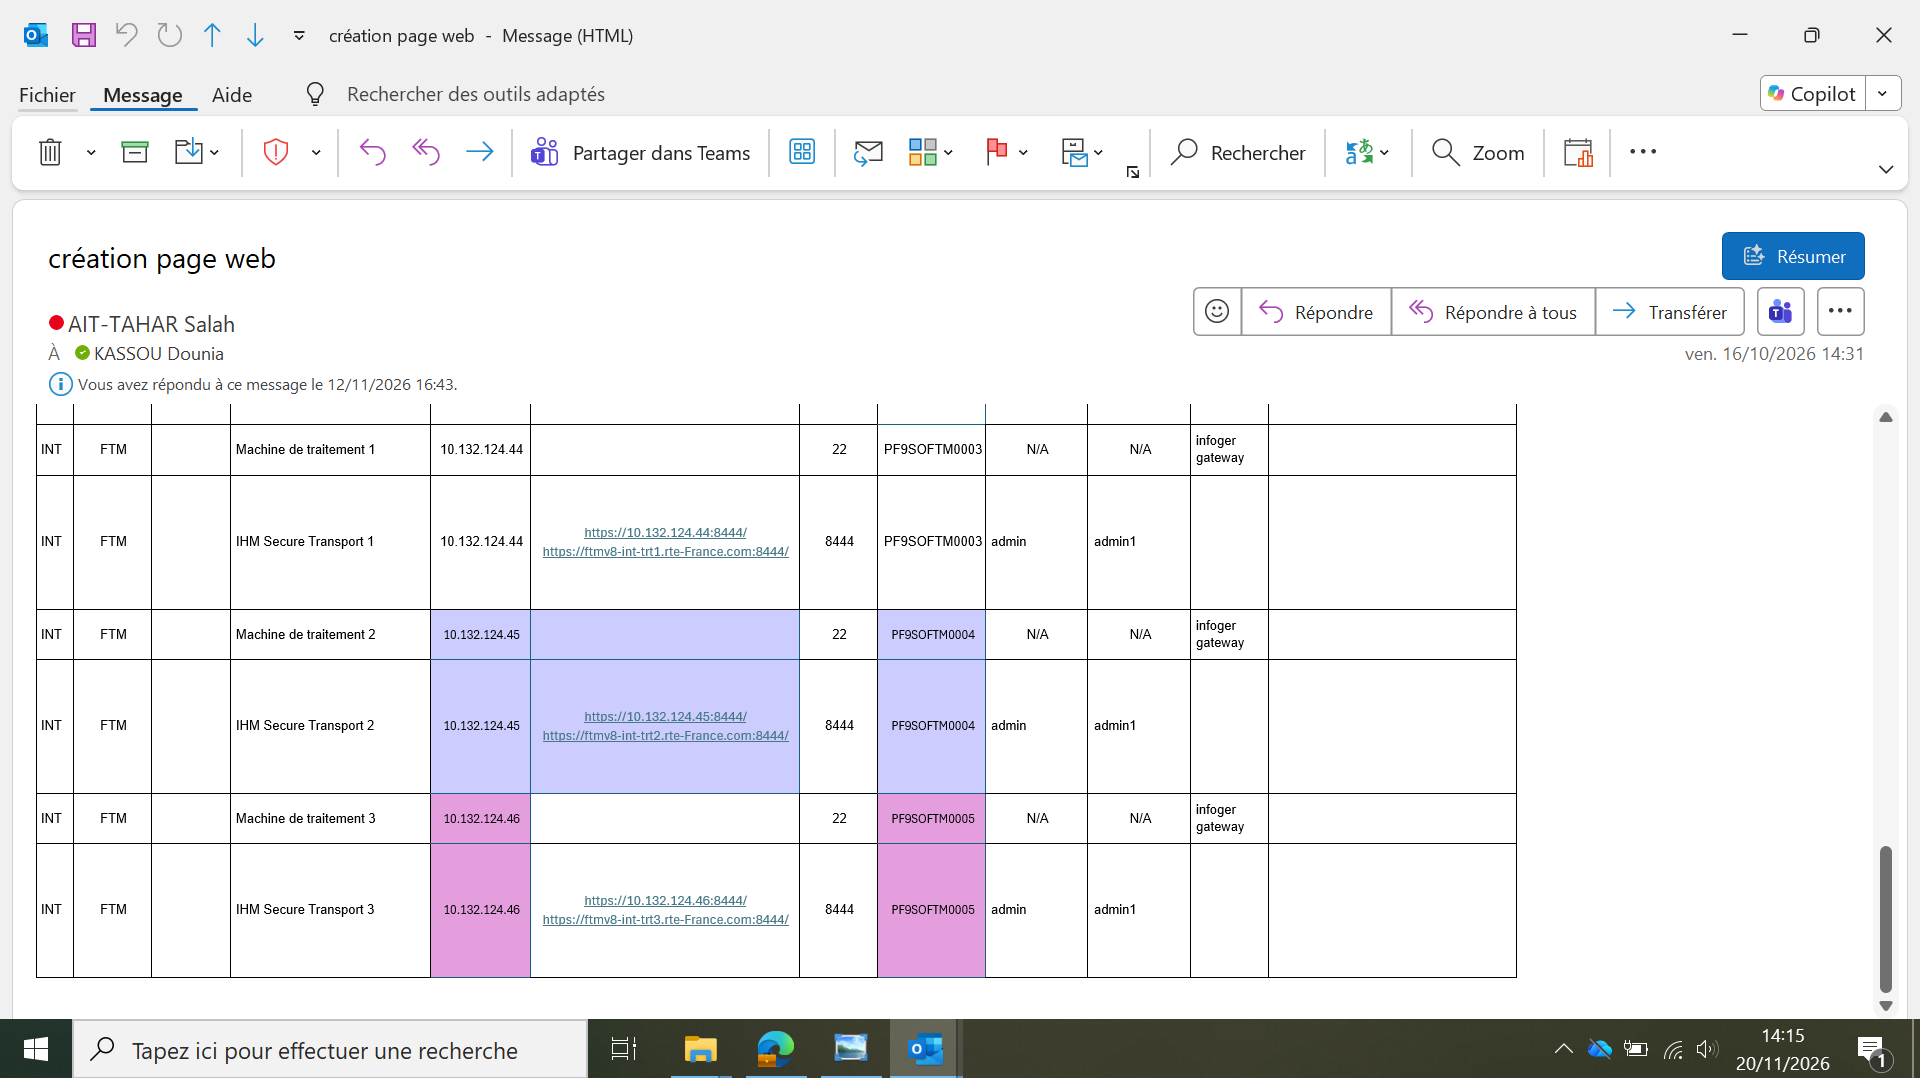 création page web - Message (HTML)
Fichier Message Aide Rechercher des outils adaptés Copilot
Partager dans Teams Rechercher Zoom
création page web
Résumer
AIT-TAHAR Salah
Répondre Répondre à tous Transférer
À KASSOU Dounia
ven. 16/10/2026 14:31
Vous avez répondu à ce message le 12/11/2026 16:43.
INT FTM Machine de traitement 1 10.132.124.44 22 PF9SOFTM0003 N/A N/A infoger gateway
INT FTM IHM Secure Transport 1 10.132.124.44 https://10.132.124.44:8444/ https://ftmv8-int-trt1.rte-France.com:8444/ 8444 PF9SOFTM0003 admin admin1
INT FTM Machine de traitement 2 10.132.124.45 22 PF9SOFTM0004 N/A N/A infoger gateway
INT FTM IHM Secure Transport 2 10.132.124.45 https://10.132.124.45:8444/ https://ftmv8-int-trt2.rte-France.com:8444/ 8444 PF9SOFTM0004 admin admin1
INT FTM Machine de traitement 3 10.132.124.46 22 PF9SOFTM0005 N/A N/A infoger gateway
INT FTM IHM Secure Transport 3 10.132.124.46 https://10.132.124.46:8444/ https://ftmv8-int-trt3.rte-France.com:8444/ 8444 PF9SOFTM0005 admin admin1
Tapez ici pour effectuer une recherche
14:15
20/11/2026
1